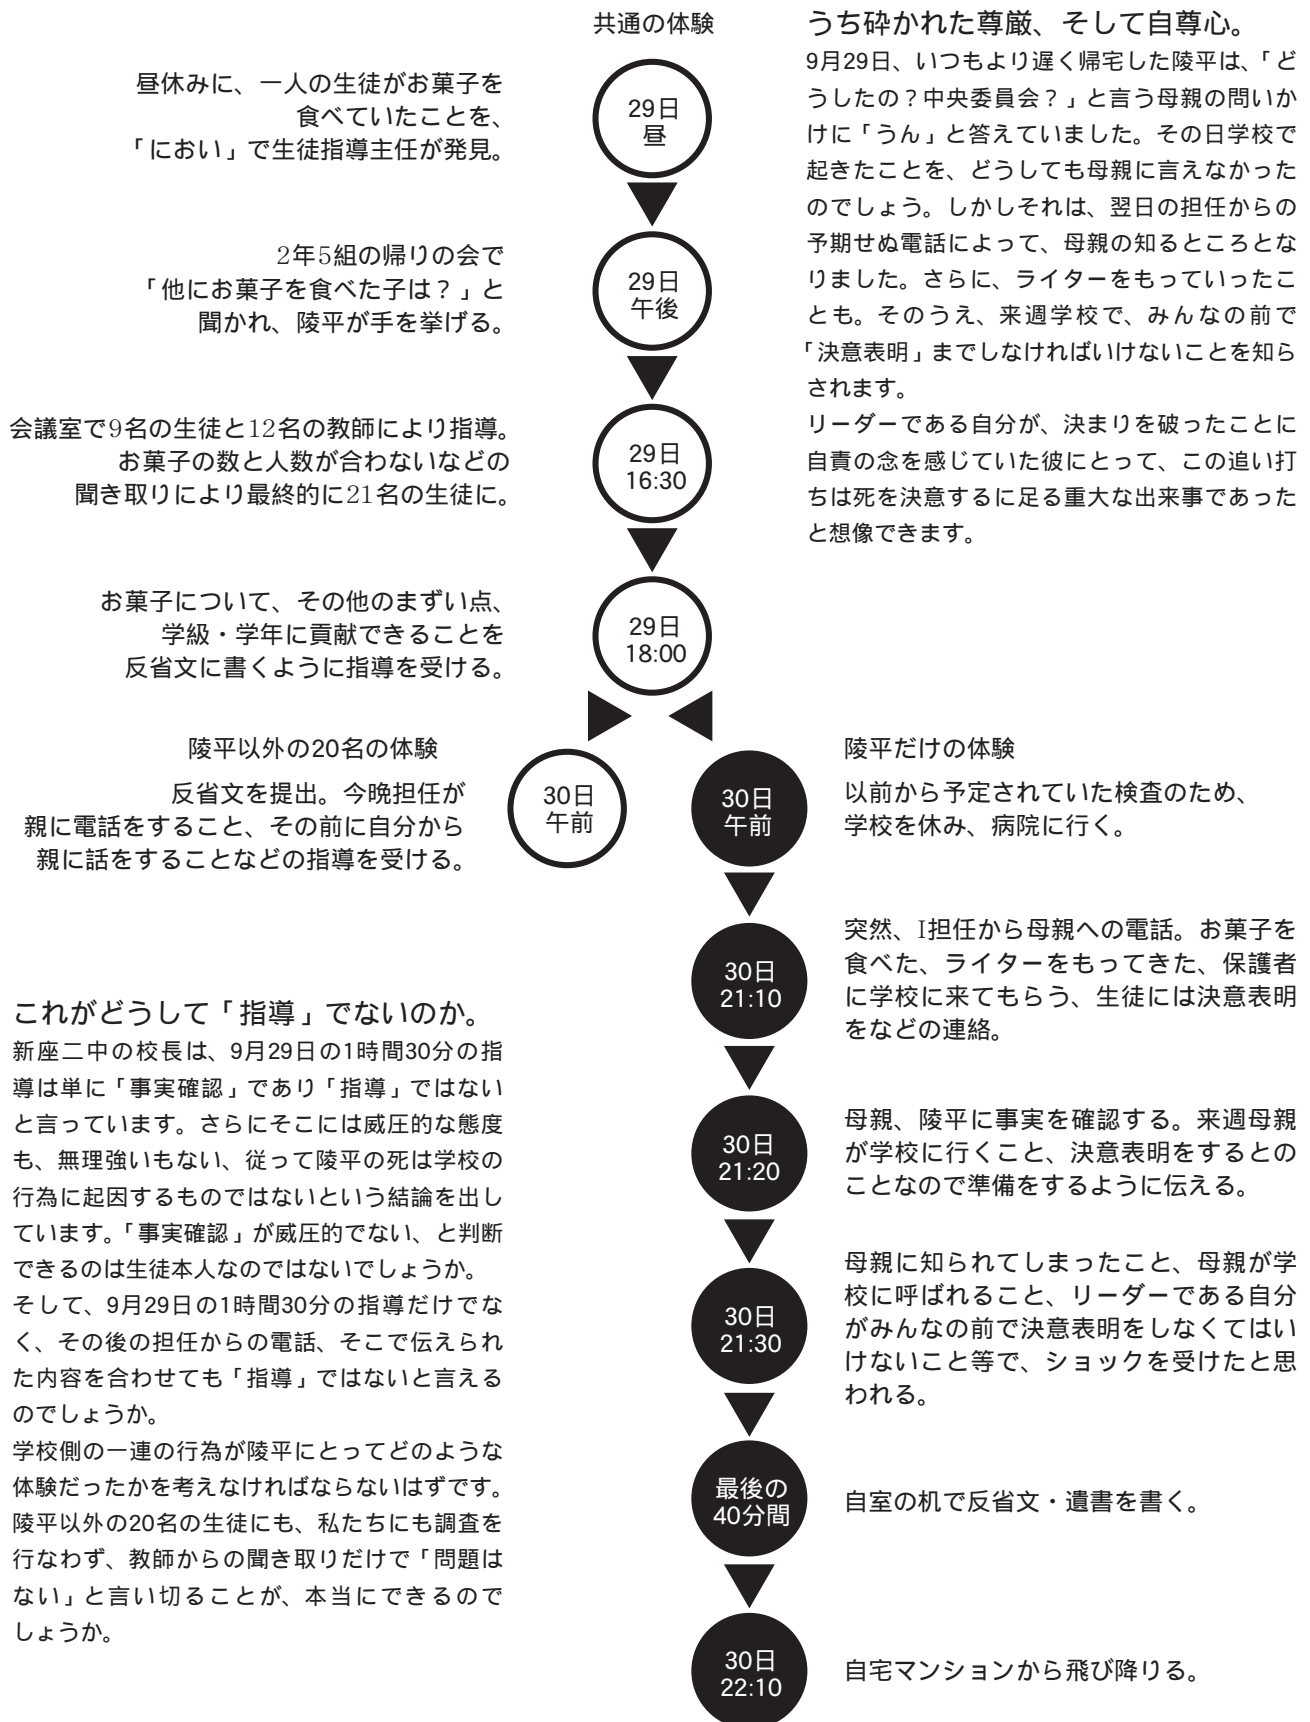 共通の体験
昼休みに、一人の生徒がお菓子を
食べていたことを、
「におい」で生徒指導主任が発見。
29日
昼
2年5組の帰りの会で
「他にお菓子を食べた子は？」と
聞かれ、陵平が手を挙げる。
29日
午後
会議室で9名の生徒と12名の教師により指導。
お菓子の数と人数が合わないなどの
聞き取りにより最終的に21名の生徒に。
29日
16:30
お菓子について、その他のまずい点、
学級・学年に貢献できることを
反省文に書くように指導を受ける。
29日
18:00
うち砕かれた尊厳、そして自尊心。
9月29日、いつもより遅く帰宅した陵平は、「ど
うしたの？中央委員会？」と言う母親の問いか
けに「うん」と答えていました。その日学校で
起きたことを、どうしても母親に言えなかった
のでしょう。しかしそれは、翌日の担任からの
予期せぬ電話によって、母親の知るところとな
りました。さらに、ライターをもっていったこ
とも。そのうえ、来週学校で、みんなの前で
「決意表明」までしなければいけないことを知ら
されます。
リーダーである自分が、決まりを破ったことに
自責の念を感じていた彼にとって、この追い打
ちは死を決意するに足る重大な出来事であった
と想像できます。
陵平以外の20名の体験
反省文を提出。今晩担任が
親に電話をすること、その前に自分から
親に話をすることなどの指導を受ける。
30日
午前
陵平だけの体験
30日
午前
以前から予定されていた検査のため、
学校を休み、病院に行く。
30日
21:10
突然、I担任から母親への電話。お菓子を
食べた、ライターをもってきた、保護者
に学校に来てもらう、生徒には決意表明
をなどの連絡。
30日
21:20
母親、陵平に事実を確認する。来週母親
が学校に行くこと、決意表明をするとの
ことなので準備をするように伝える。
30日
21:30
母親に知られてしまったこと、母親が学
校に呼ばれること、リーダーである自分
がみんなの前で決意表明をしなくてはい
けないこと等で、ショックを受けたと思
われる。
最後の
40分間
自室の机で反省文・遺書を書く。
30日
22:10
自宅マンションから飛び降りる。
これがどうして「指導」でないのか。
新座二中の校長は、9月29日の1時間30分の指
導は単に「事実確認」であり「指導」ではない
と言っています。さらにそこには威圧的な態度
も、無理強いもない、従って陵平の死は学校の
行為に起因するものではないという結論を出し
ています。「事実確認」が威圧的でない、と判断
できるのは生徒本人なのではないでしょうか。
そして、9月29日の1時間30分の指導だけでな
く、その後の担任からの電話、そこで伝えられ
た内容を合わせても「指導」ではないと言える
のでしょうか。
学校側の一連の行為が陵平にとってどのような
体験だったかを考えなければならないはずです。
陵平以外の20名の生徒にも、私たちにも調査を
行なわず、教師からの聞き取りだけで「問題は
ない」と言い切ることが、本当にできるので
しょうか。